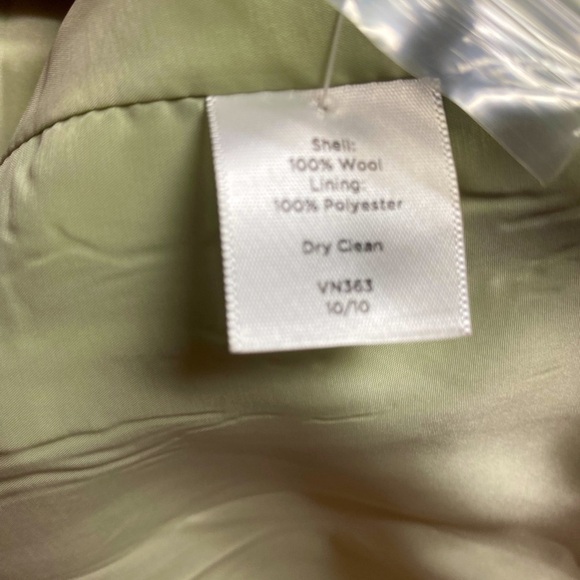 Shell:
100% Wool
Lining:
100% Polyester
Dry Clean
VN363
10/10